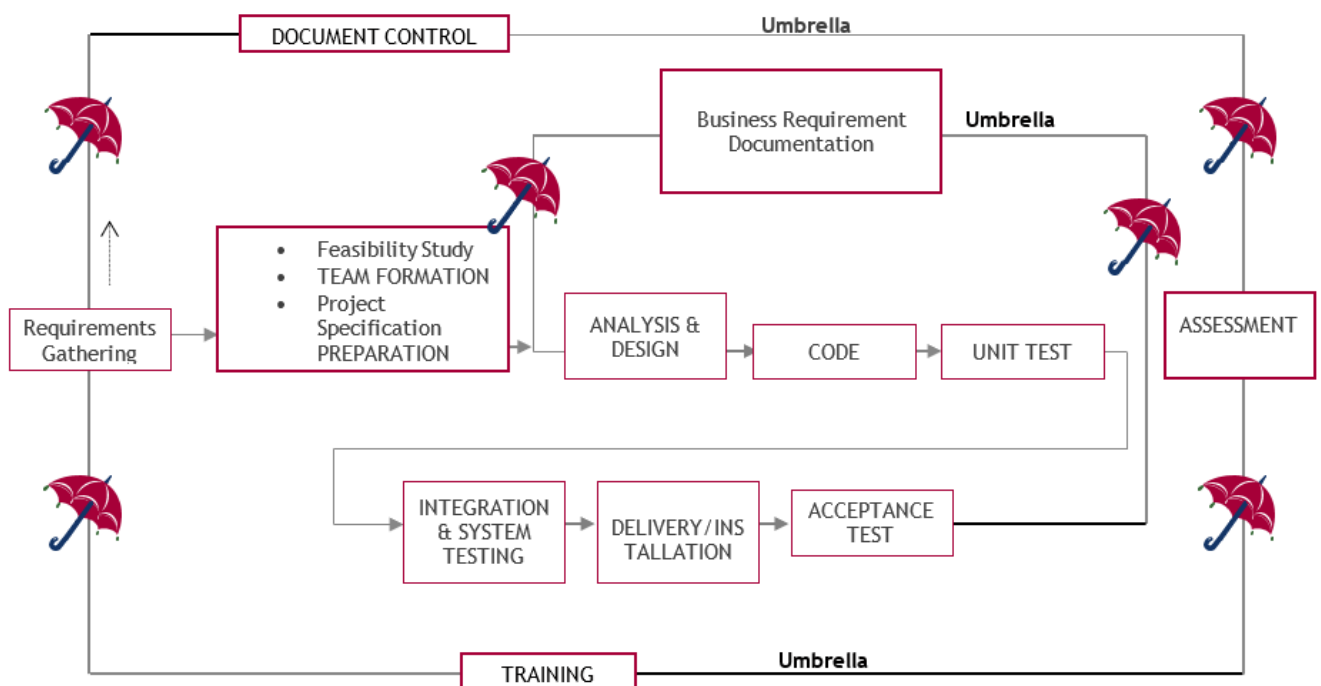 DOCUMENT CONTROL
Umbrella
Business Requirement
Documentation
Umbrella
• Feasibility Study
• TEAM FORMATION
• Project
Specification
PREPARATION
Requirements
Gathering
ANALYSIS &
DESIGN
CODE
UNIT TEST
ASSESSMENT
INTEGRATION
& SYSTEM
TESTING
DELIVERY/INS
TALLATION
ACCEPTANCE
TEST
TRAINING
Umbrella